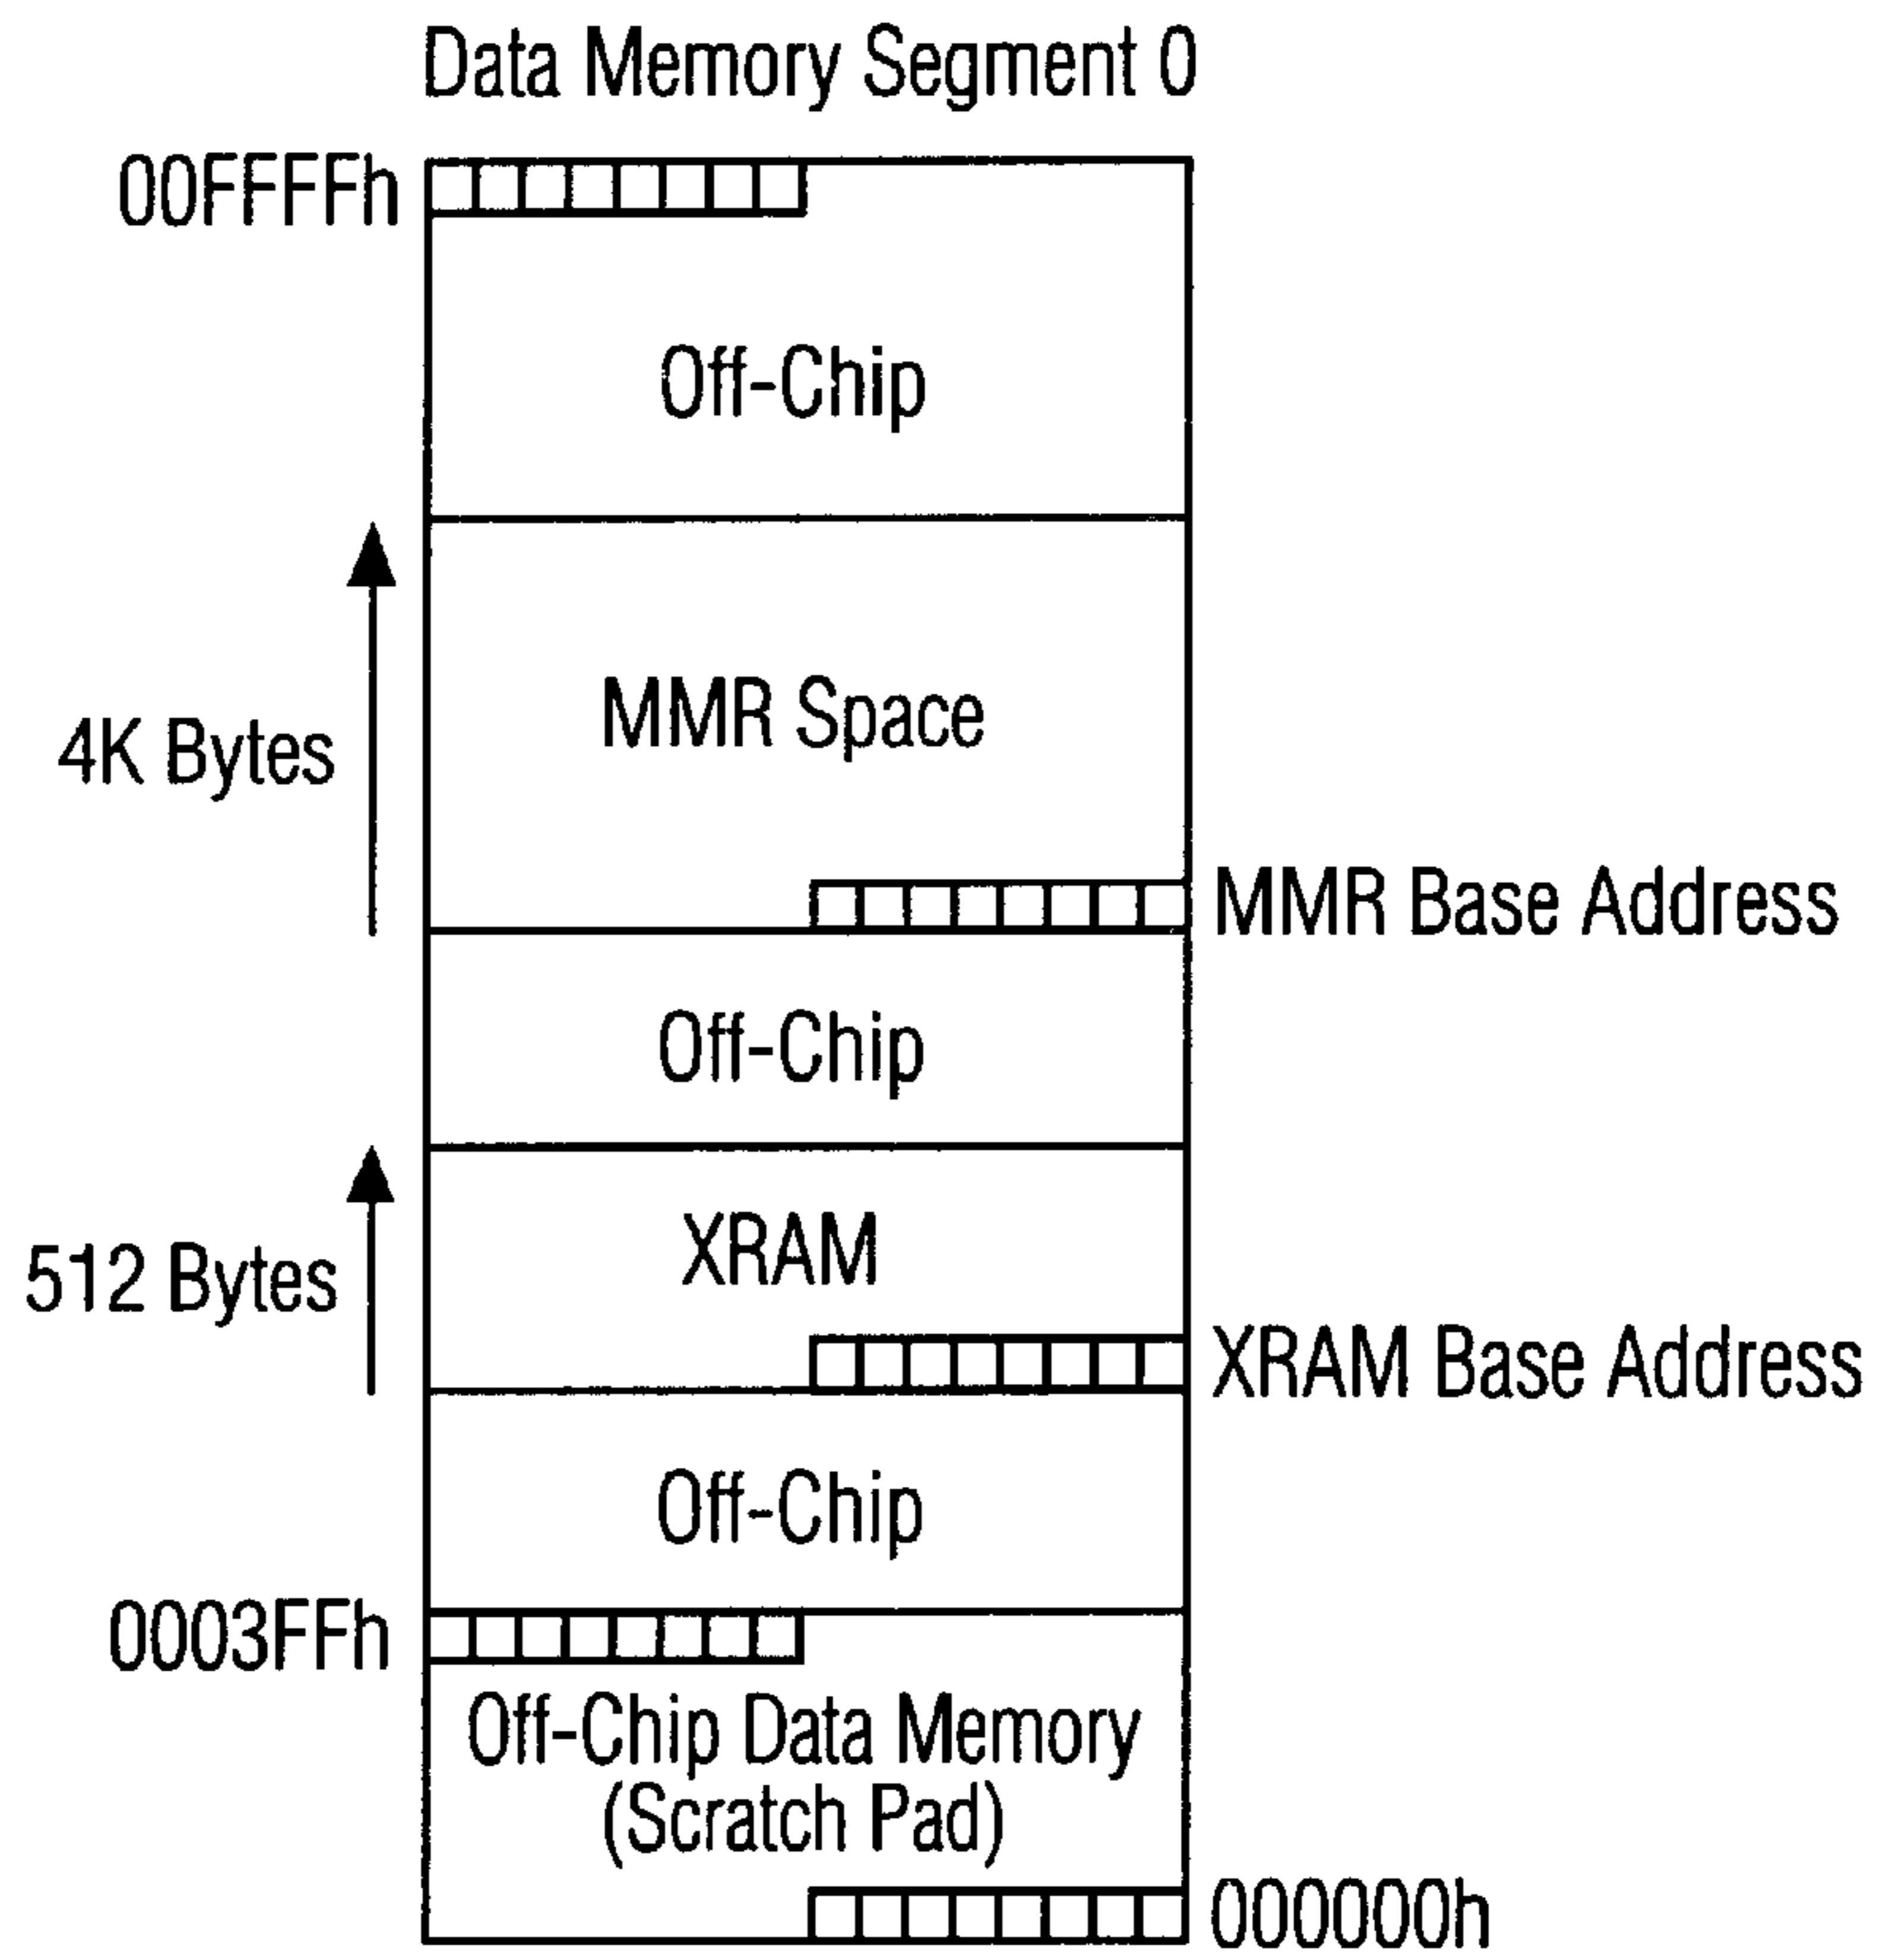 Data Memory Segment 0
00FFFFh
Off-Chip
MMR Space
4K Bytes
MMR Base Address
Off-Chip
XRAM
512 Bytes
XRAM Base Address
Off-Chip
0003FFh
Off-Chip Data Memory
(Scratch Pad)
000000h